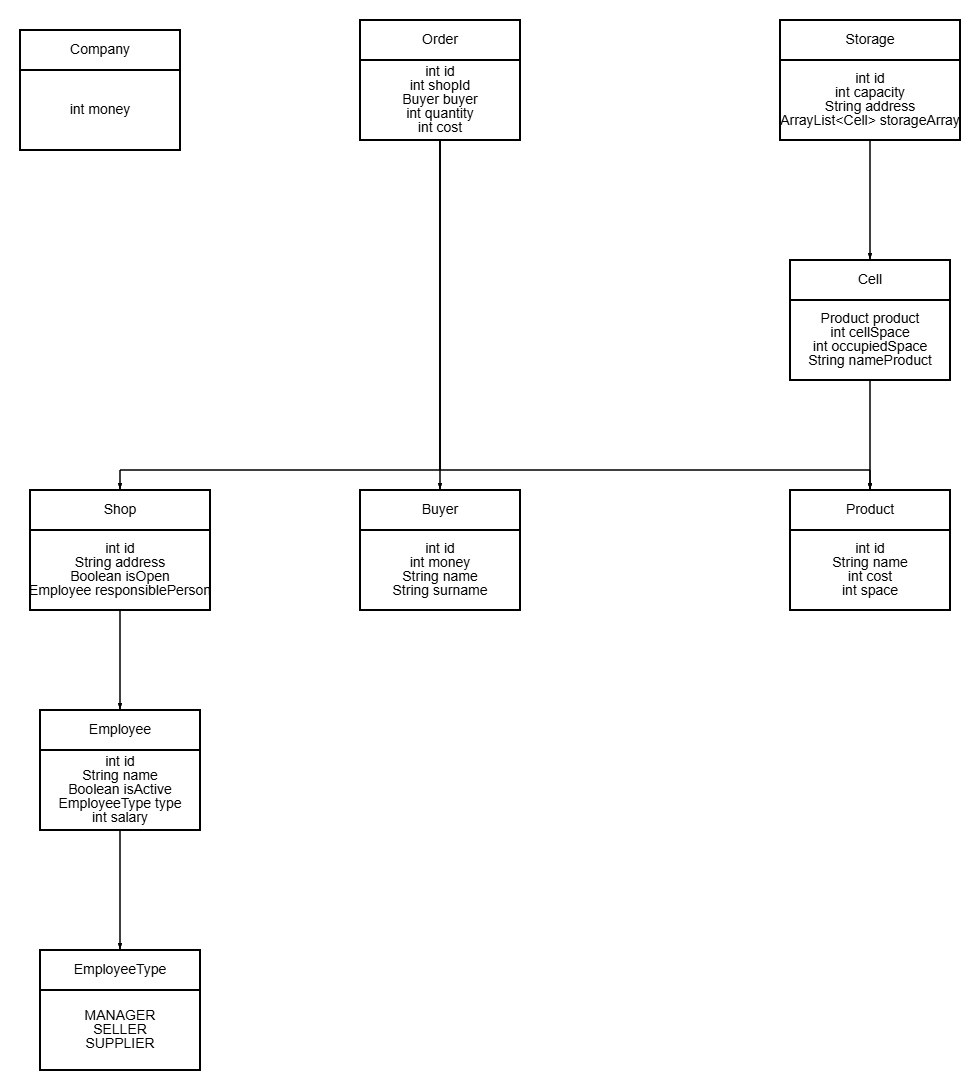 Company
int money
Order
int id
int shopId
Buyer buyer
int quantity
int cost
Storage
int id
int capacity
String address
ArrayList<Cell> storageArray
Cell
Product product
int cellSpace
int occupiedSpace
String nameProduct
Shop
int id
String address
Boolean isOpen
Employee responsiblePerson
Buyer
int id
int money
String name
String surname
Product
int id
String name
int cost
int space
Employee
int id
String name
Boolean isActive
EmployeeType type
int salary
EmployeeType
MANAGER
SELLER
SUPPLIER